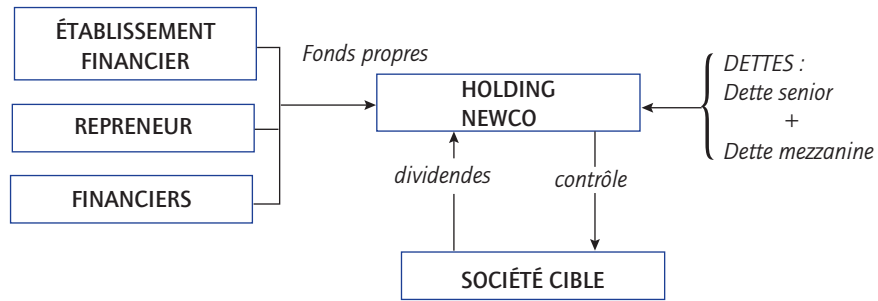 ÉTABLISSEMENT
FINANCIER
REPRENEUR
FINANCIERS
Fonds propres
HOLDING
NEWCO
DETTES :
Dette senior
+
Dette mezzanine
dividendes
contrôle
SOCIÉTÉ CIBLE